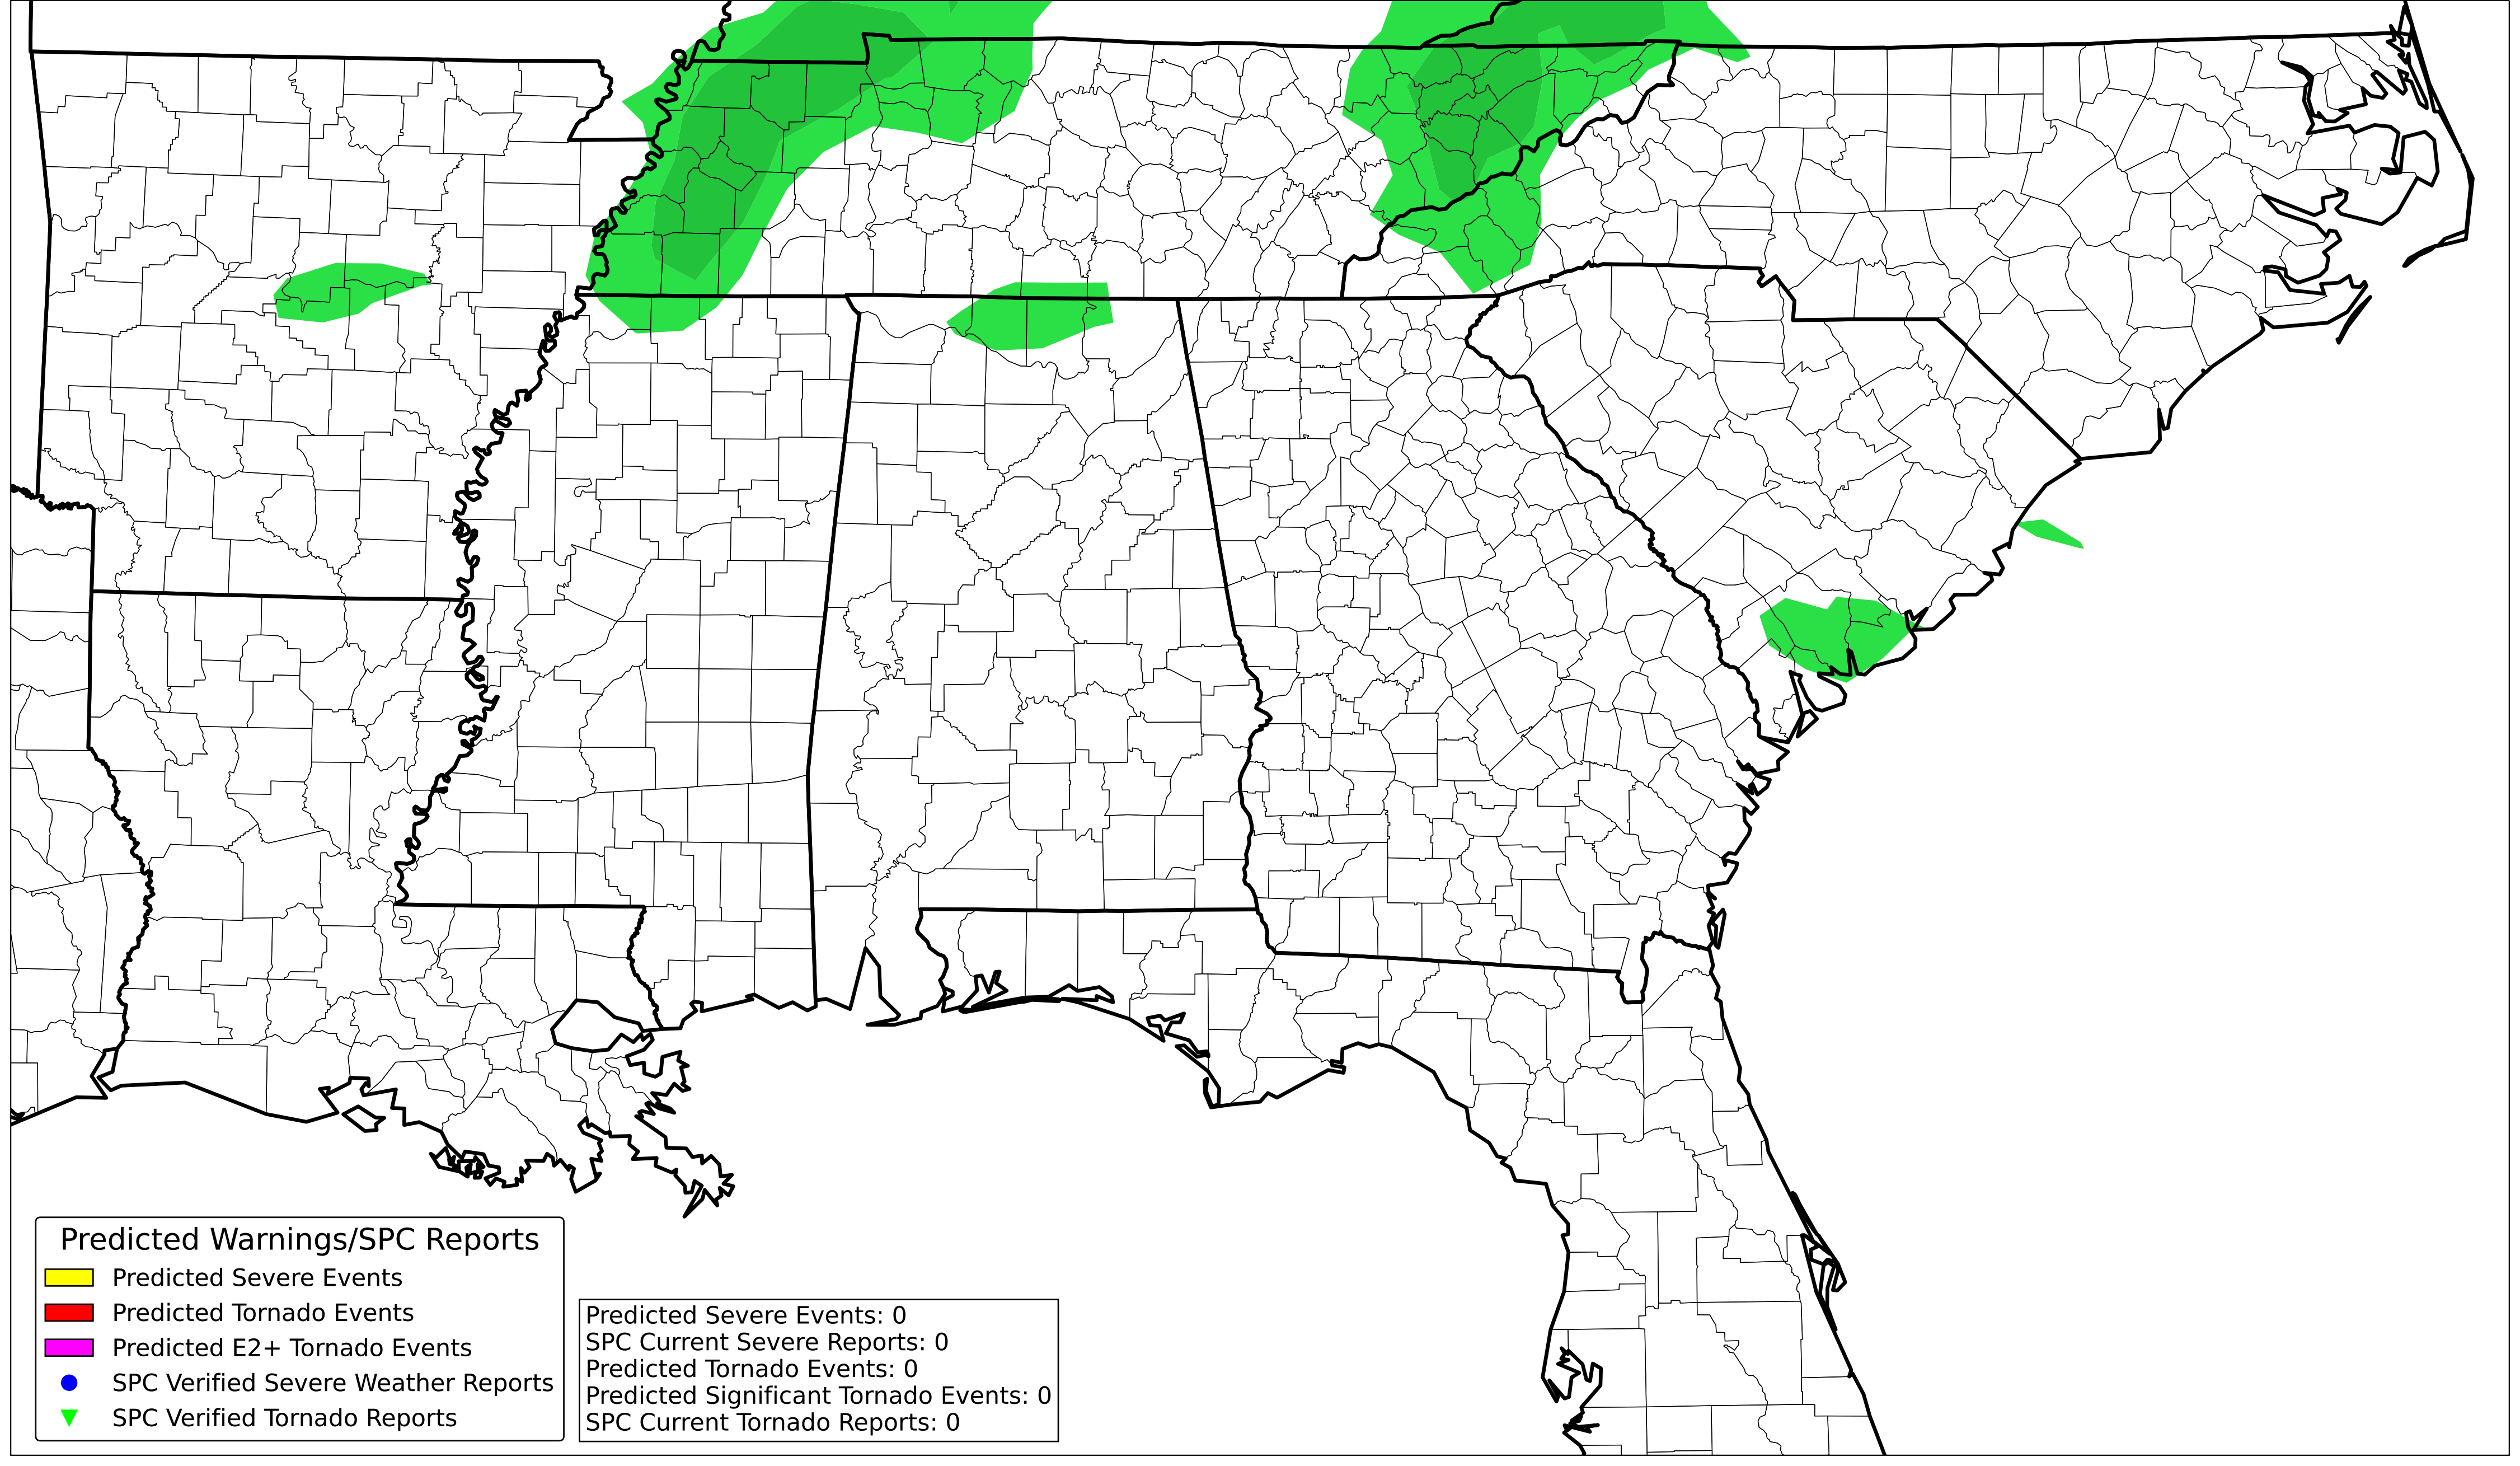 Predicted Warnings/SPC Reports
Predicted Severe Events
Predicted Tornado Events
Predicted E2+ Tornado Events
SPC Verified Severe Weather Reports
SPC Verified Tornado Reports
Predicted Severe Events: 0
SPC Current Severe Reports: 0
Predicted Tornado Events: 0
Predicted Significant Tornado Events: 0
SPC Current Tornado Reports: 0